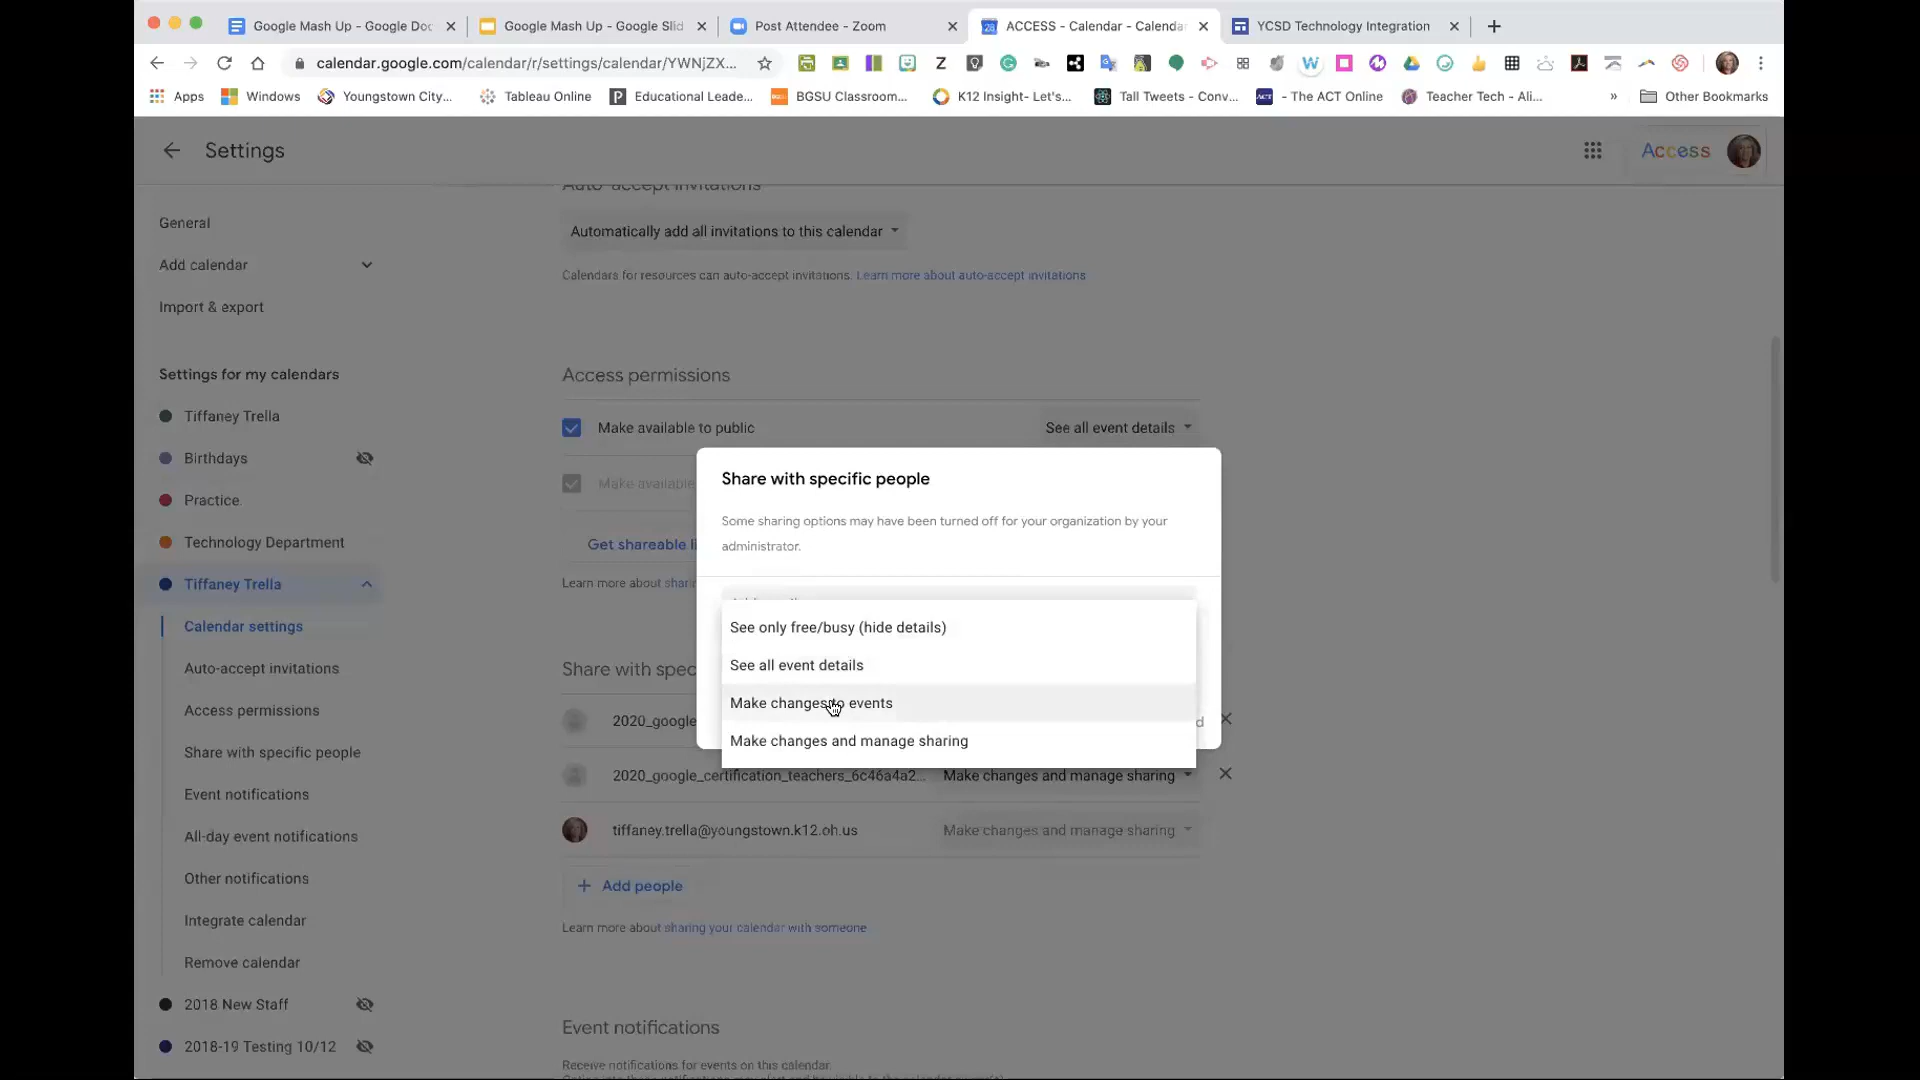 Google Mash Up - Google Doc
Google Mash Up - Google Slid
Post Attendee - Zoom
ACCESS - Calendar - Calendar
YCSD Technology Integration
calendar.google.com/calendar/r/settings/calendar/YWNjZX...
Apps
Windows
Youngstown City...
Tableau Online
Educational Leade...
BGSU Classroom...
K12 Insight- Let's...
Tall Tweets - Conv...
- The ACT Online
Teacher Tech - Ali...
»
Other Bookmarks
Settings
Access
General
Add calendar
Import & export
Settings for my calendars
Tiffaney Trella
Birthdays
Practice
Technology Department
Tiffaney Trella
Calendar settings
Auto-accept invitations
Access permissions
Share with specific people
Event notifications
All-day event notifications
Other notifications
Integrate calendar
Remove calendar
2018 New Staff
2018-19 Testing 10/12
Auto-accept invitations
Automatically add all invitations to this calendar
Calendars for resources can auto-accept invitations. Learn more about auto-accept invitations
Access permissions
Make available to public
See all event details
Make available
Get shareable li
Learn more about shari
Share with speci
2020_google
2020_google_certification_teachers_6c46a4a2...
Make changes and manage sharing
tiffaney.trella@youngstown.k12.oh.us
Make changes and manage sharing
Add people
Learn more about sharing your calendar with someone
Event notifications
Receive notifications for events on this calendar.
Share with specific people
Some sharing options may have been turned off for your organization by your
administrator.
See only free/busy (hide details)
See all event details
Make changes to events
Make changes and manage sharing